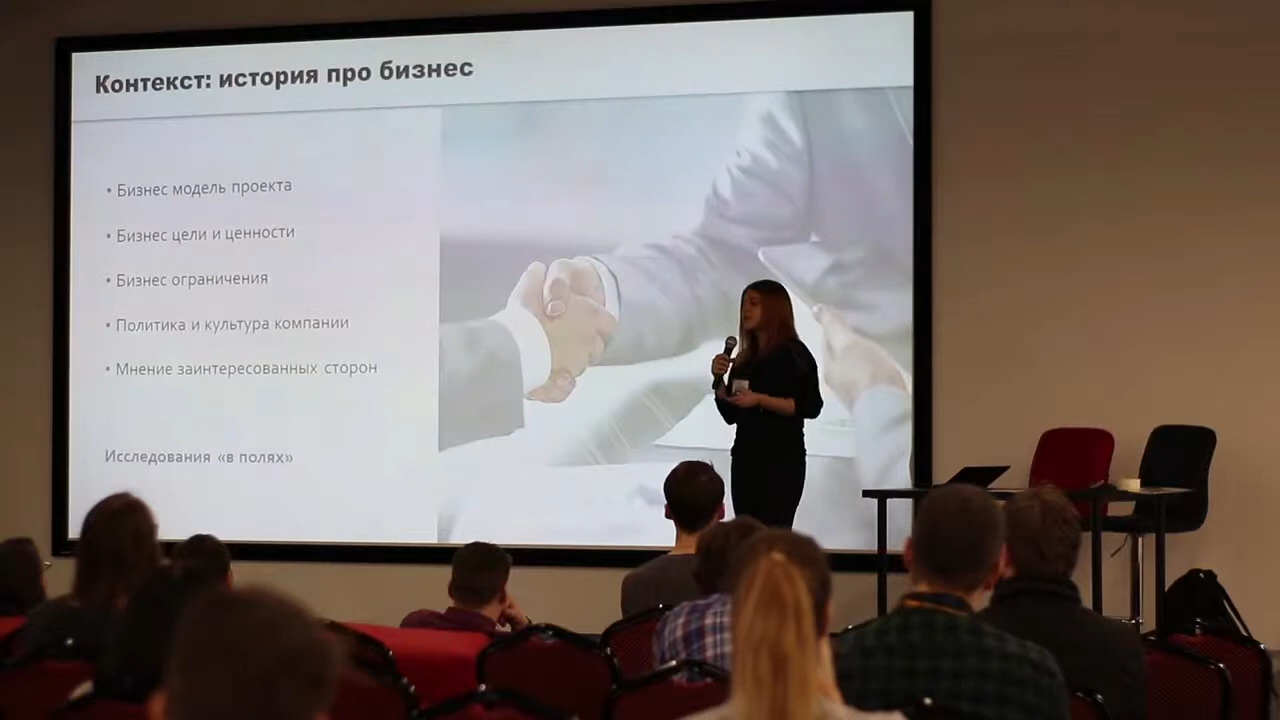 Контекст: история про бизнес
• Бизнес модель проекта
• Бизнес цели и ценности
• Бизнес ограничения
• Политика и культура компании
• Мнение заинтересованных сторон
Исследования «в полях»